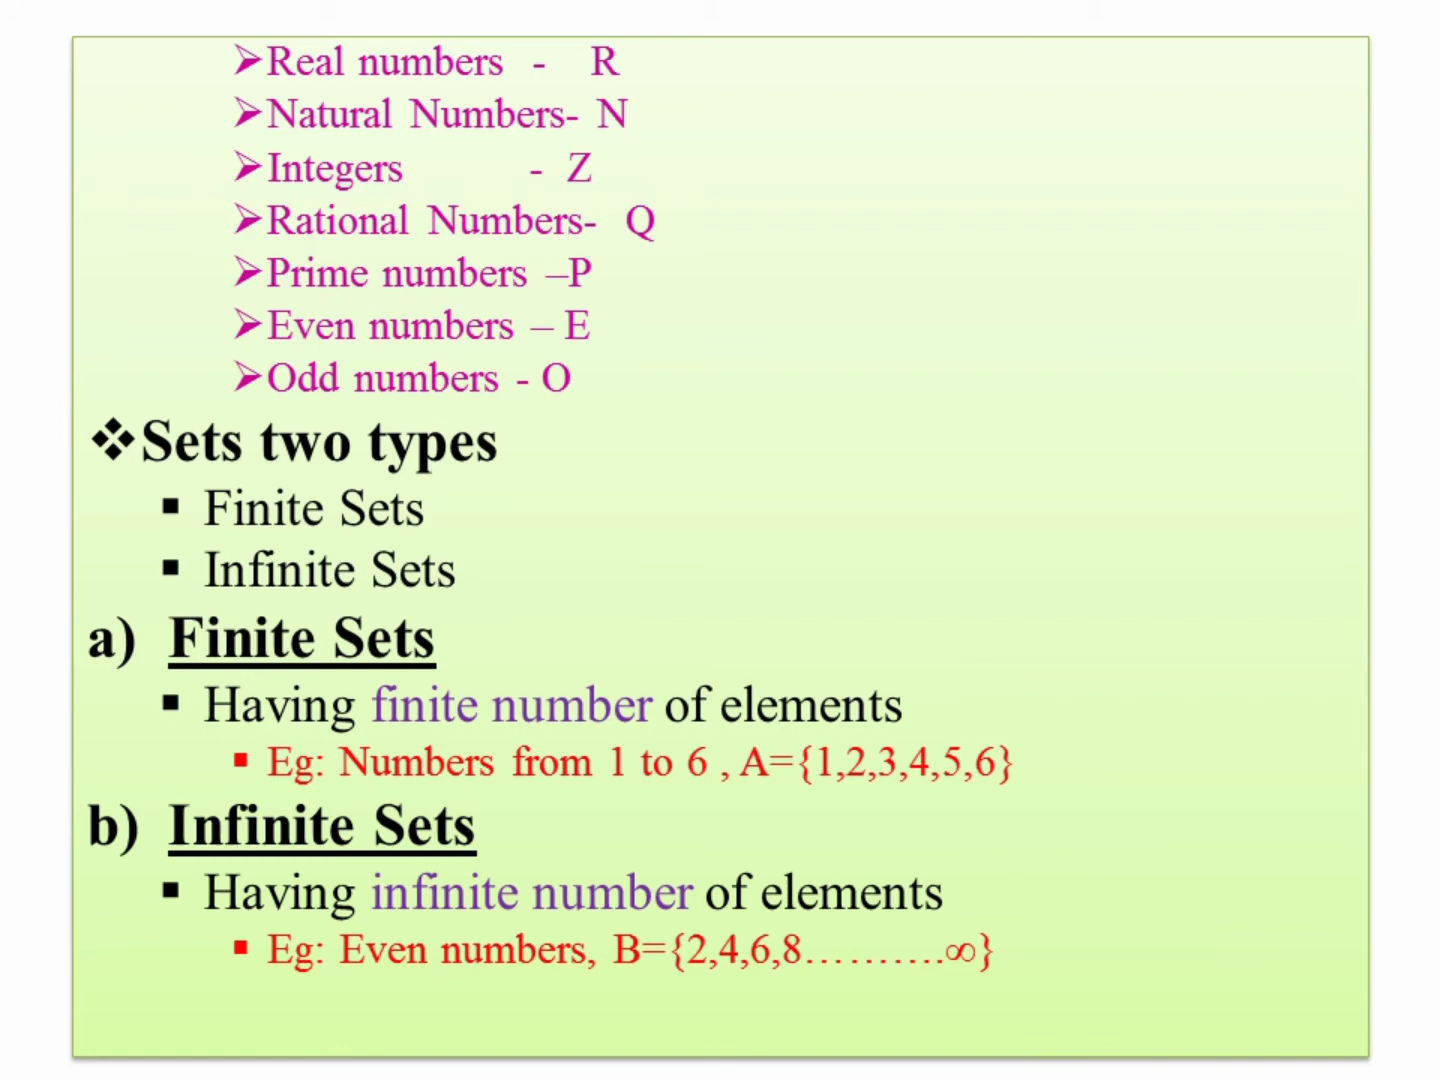 ➢Real numbers - R
➢Natural Numbers- N
➢Integers - Z
➢Rational Numbers- Q
➢Prime numbers –P
➢Even numbers – E
➢Odd numbers - O
❖Sets two types
▪ Finite Sets
▪ Infinite Sets
a) Finite Sets
▪ Having finite number of elements
▪ Eg: Numbers from 1 to 6 , A={1,2,3,4,5,6}
b) Infinite Sets
▪ Having infinite number of elements
▪ Eg: Even numbers, B={2,4,6,8……….∞}